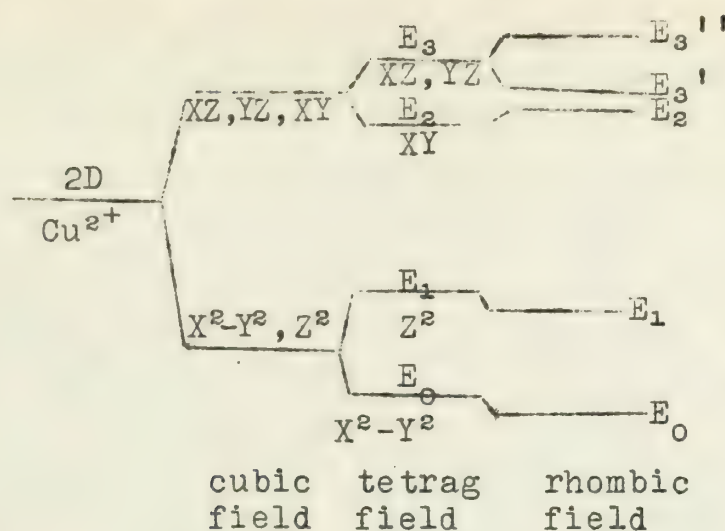 E₃ E₃''
XZ,YZ E₃'
XZ,YZ,XY E₂ E₂
XY
2D
Cu²⁺
E₁ E₁
X²-Y²,Z² Z²
E₀ E₀
X²-Y²
cubic tetrag rhombic
field field field